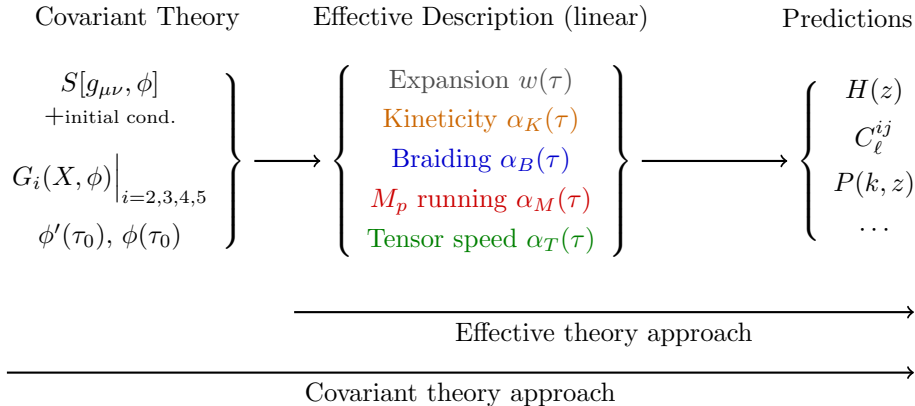 Covariant Theory
Effective Description (linear)
Predictions
S[g_{μν}, ϕ]
+initial cond.
G_i(X, ϕ)|_{i=2,3,4,5}
ϕ′(τ_0), ϕ(τ_0)
Expansion w(τ)
Kineticity α_K(τ)
Braiding α_B(τ)
M_p running α_M(τ)
Tensor speed α_T(τ)
H(z)
C_ℓ^{ij}
P(k, z)
...
Effective theory approach
Covariant theory approach